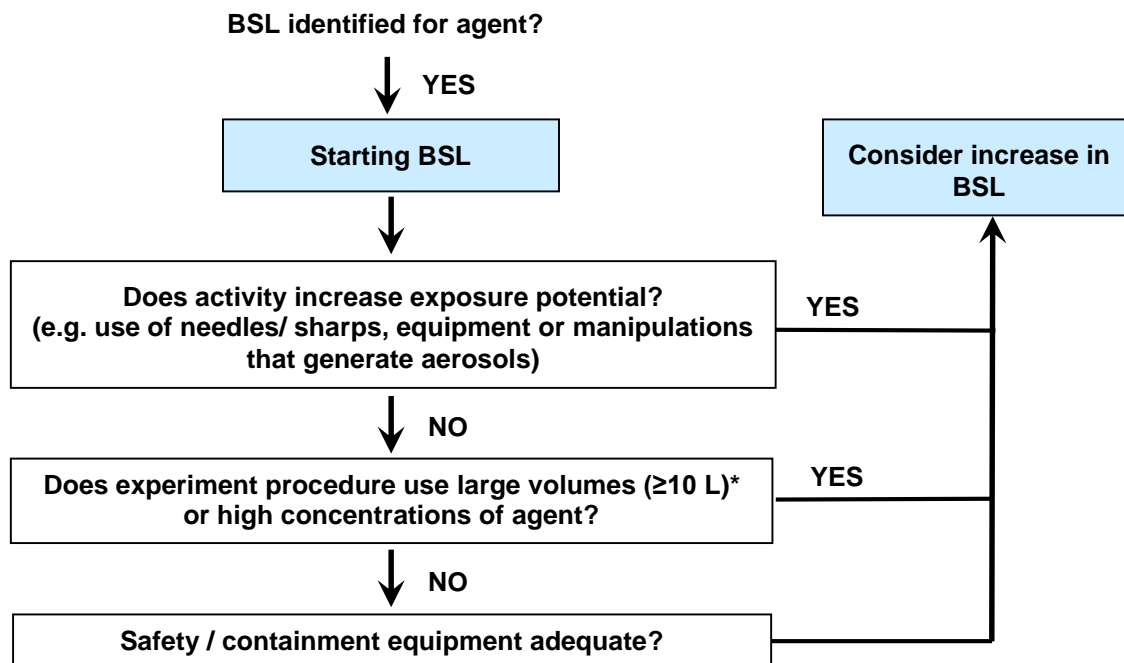 BSL identified for agent?
YES
Starting BSL
Consider increase in
BSL
Does activity increase exposure potential?
(e.g. use of needles/ sharps, equipment or manipulations
that generate aerosols)
YES
NO
Does experiment procedure use large volumes (≥10 L)*
or high concentrations of agent?
YES
NO
Safety / containment equipment adequate?